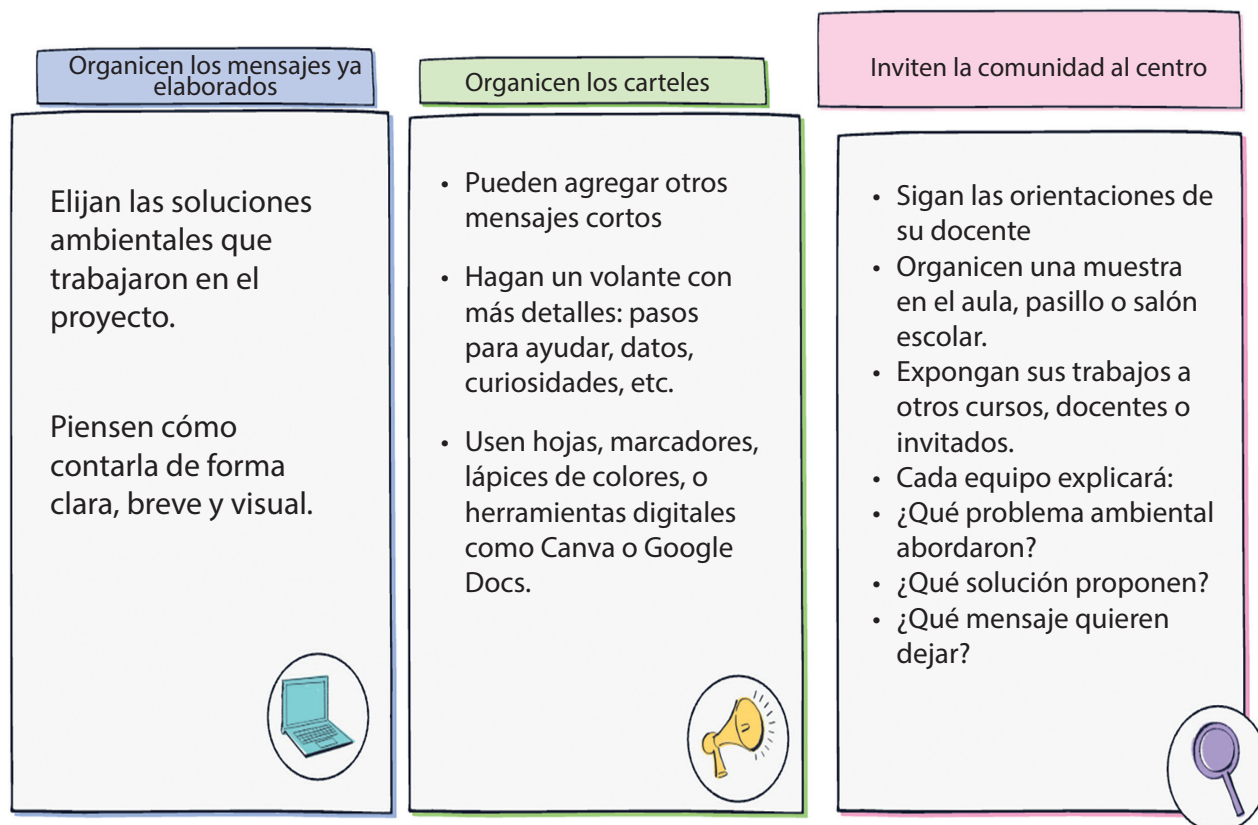 Organicen los mensajes ya
elaborados
Elijan las soluciones
ambientales que
trabajaron en el
proyecto.
Piensen cómo
contarla de forma
clara, breve y visual.
Organicen los carteles
• Pueden agregar otros
mensajes cortos
• Hagan un volante con
más detalles: pasos
para ayudar, datos,
curiosidades, etc.
• Usen hojas, marcadores,
lápices de colores, o
herramientas digitales
como Canva o Google
Docs.
Inviten la comunidad al centro
• Sigan las orientaciones de
su docente
• Organicen una muestra
en el aula, pasillo o salón
escolar.
• Expongan sus trabajos a
otros cursos, docentes o
invitados.
• Cada equipo explicará:
• ¿Qué problema ambiental
abordaron?
• ¿Qué solución proponen?
• ¿Qué mensaje quieren
dejar?